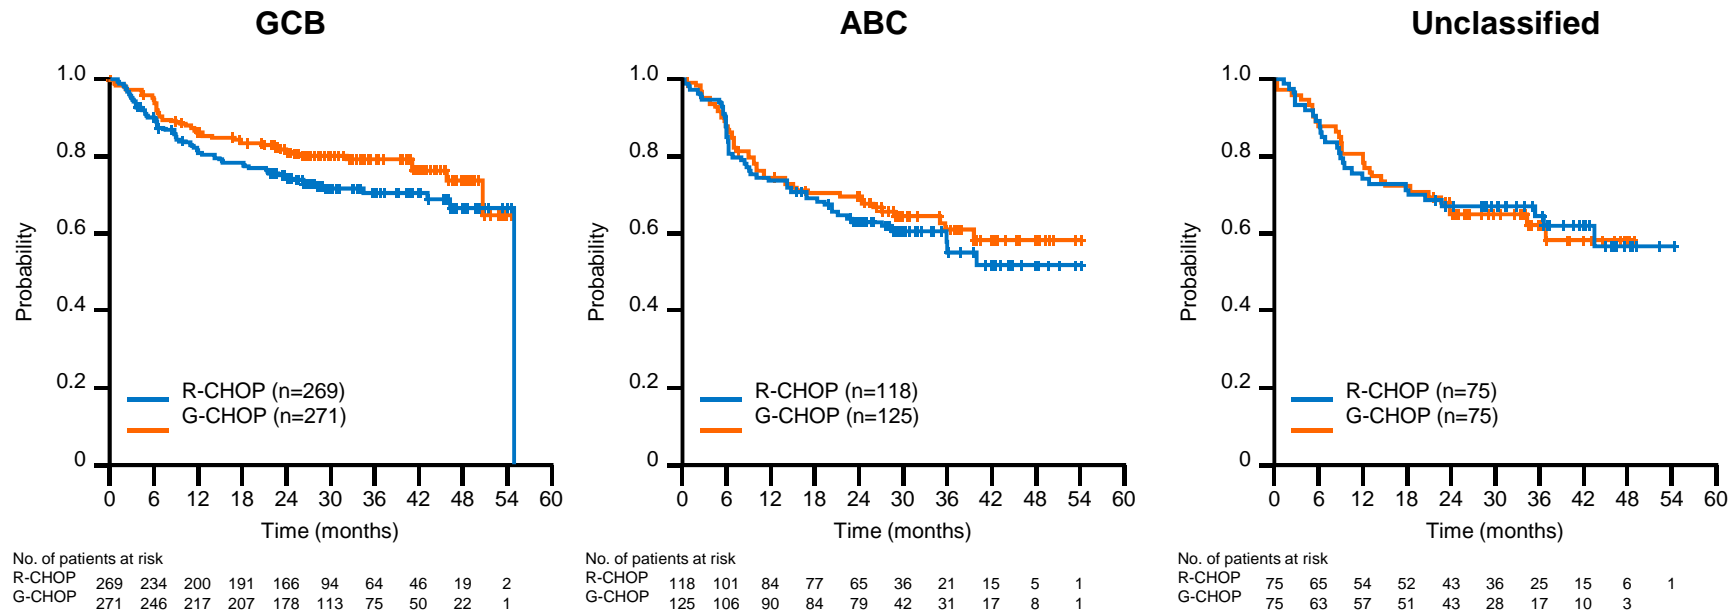 GCB
1.0
0.8
0.6
0.4
0.2
0
Probability
R-CHOP (n=269)
G-CHOP (n=271)
0 6 12 18 24 30 36 42 48 54 60
Time (months)
No. of patients at risk
R-CHOP 269 234 200 191 166 94 64 46 19 2
G-CHOP 271 246 217 207 178 113 75 50 22 1
ABC
1.0
0.8
0.6
0.4
0.2
0
Probability
R-CHOP (n=118)
G-CHOP (n=125)
0 6 12 18 24 30 36 42 48 54 60
Time (months)
No. of patients at risk
R-CHOP 118 101 84 77 65 36 21 15 5 1
G-CHOP 125 106 90 84 79 42 31 17 8 1
Unclassified
1.0
0.8
0.6
0.4
0.2
0
Probability
R-CHOP (n=75)
G-CHOP (n=75)
0 6 12 18 24 30 36 42 48 54 60
Time (months)
No. of patients at risk
R-CHOP 75 65 54 52 43 36 25 15 6 1
G-CHOP 75 63 57 51 43 28 17 10 3